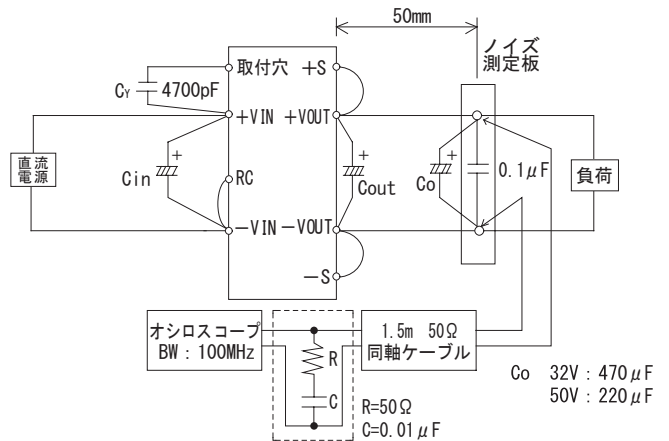 50mm
ノイズ
測定板
取付穴 +S
CY 4700pF
+VIN +VOUT
直流
電源
+
Cin
RC
+
Cout
+
Co
0.1μF
負荷
-VIN -VOUT
-S
オシロスコープ
BW：100MHz
R
C
1.5m 50Ω
同軸ケーブル
R=50Ω
C=0.01μF
Co 32V：470μF
50V：220μF